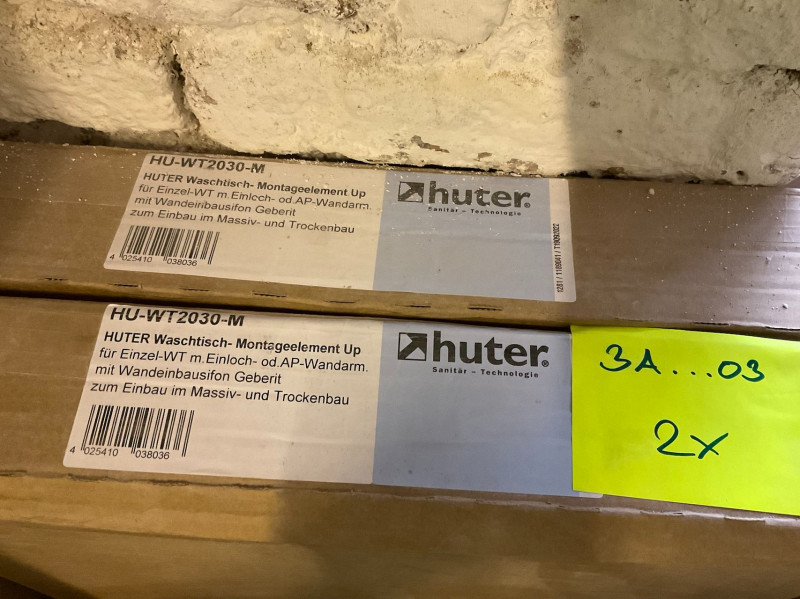 HU-WT2030-M
HUTER Waschtisch- Montageelement Up
für Einzel-WT m.Einloch- od.AP-Wandarm.
mit Wandeinbausifon Geberit
zum Einbau im Massiv- und Trockenbau
4 025410 038036
huter®
Sanitär – Technologie
HU-WT2030-M
HUTER Waschtisch- Montageelement Up
für Einzel-WT m.Einloch- od.AP-Wandarm.
mit Wandeinbausifon Geberit
zum Einbau im Massiv- und Trockenbau
4 025410 038036
huter®
Sanitär – Technologie
3A...03
2x